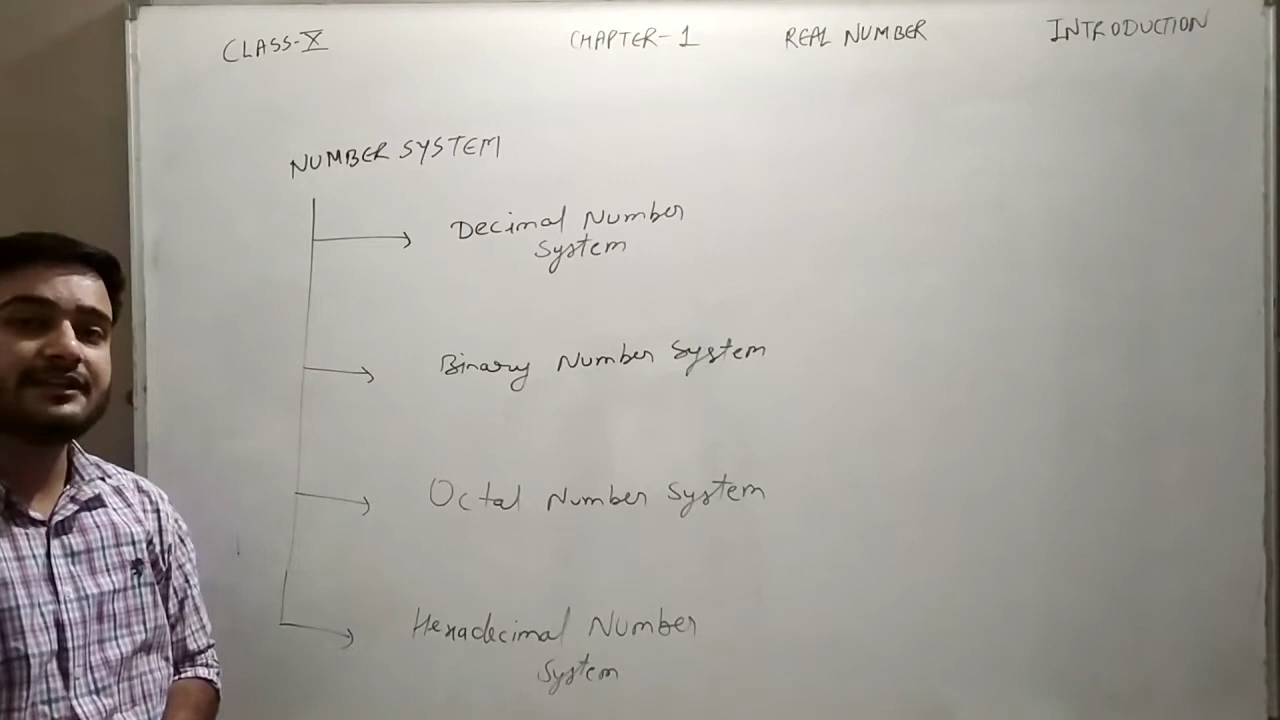 CLASS-X CHAPTER-1 REAL NUMBER INTRODUCTION
NUMBER SYSTEM
Decimal Number
System
Binary Number System
Octal Number System
Hexadecimal Number
System